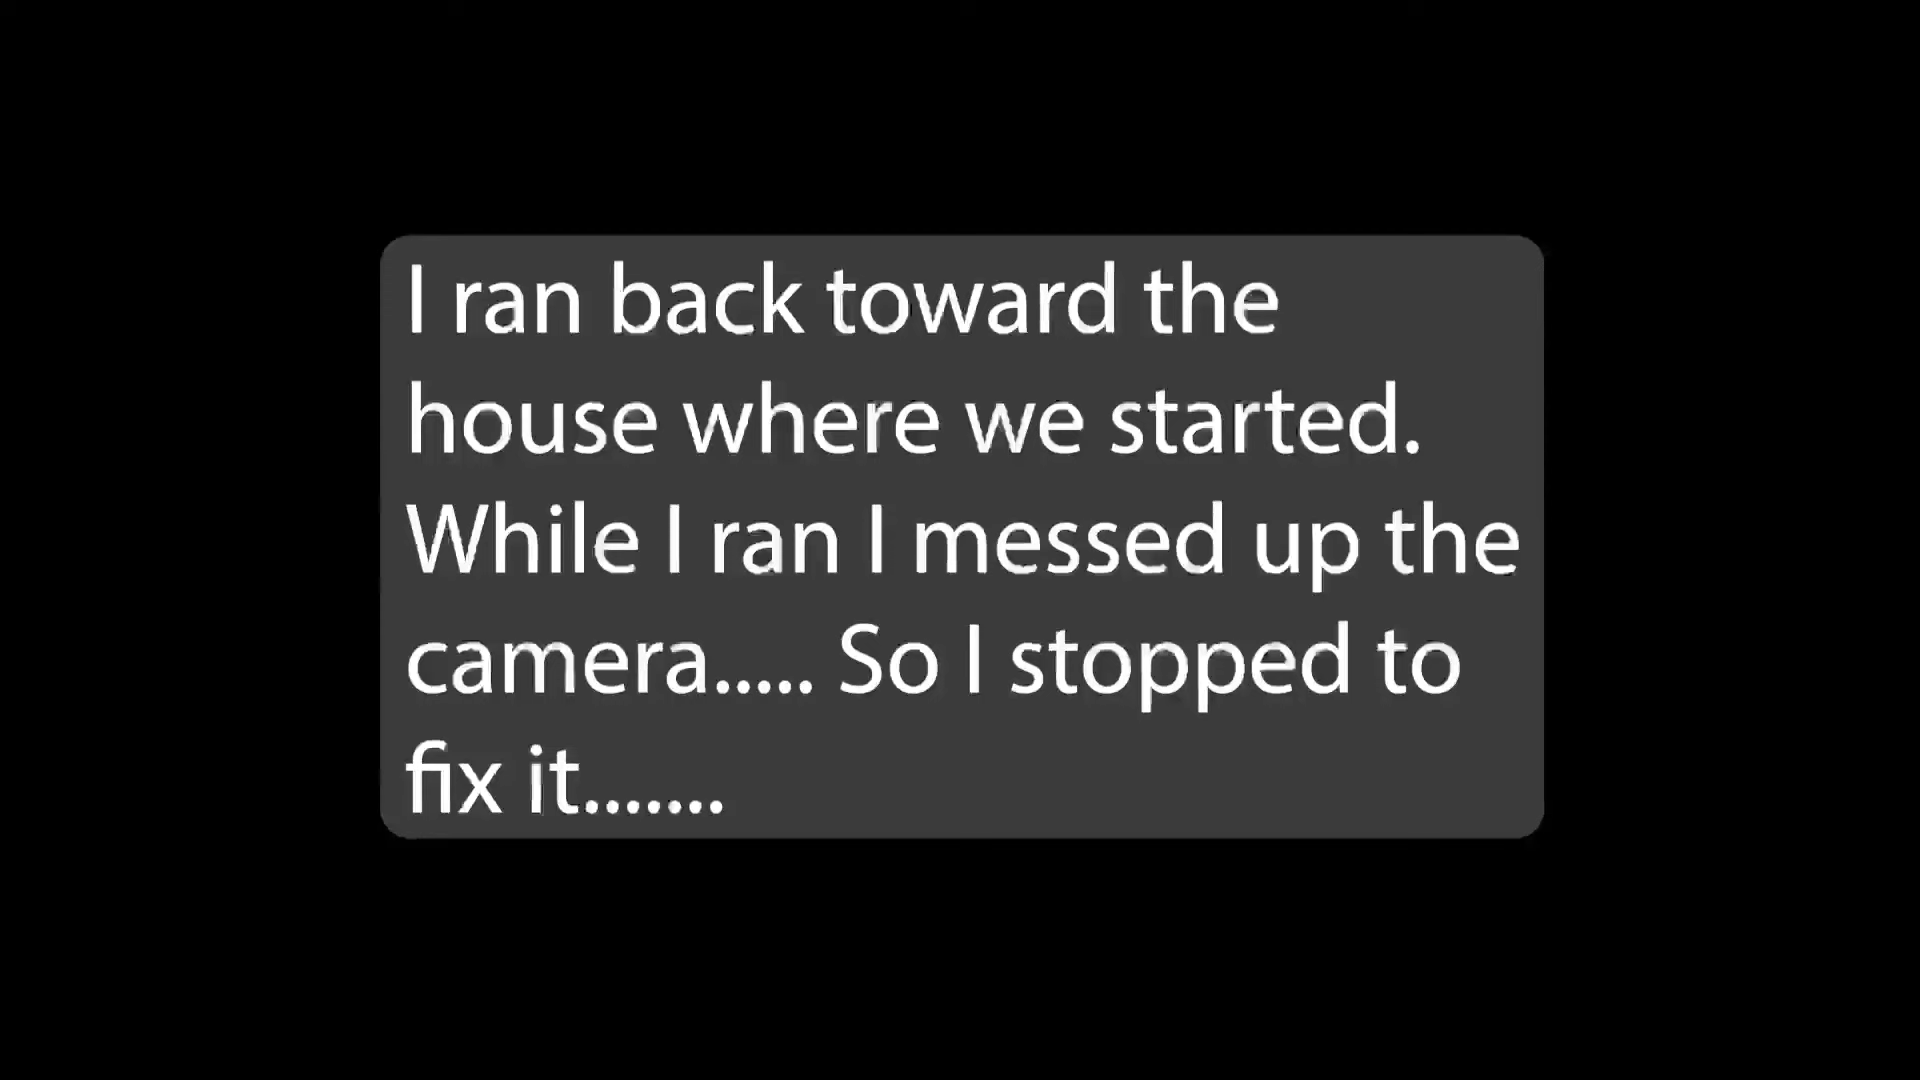 I ran back toward the
house where we started.
While I ran I messed up the
camera..... So I stopped to
fix it.......